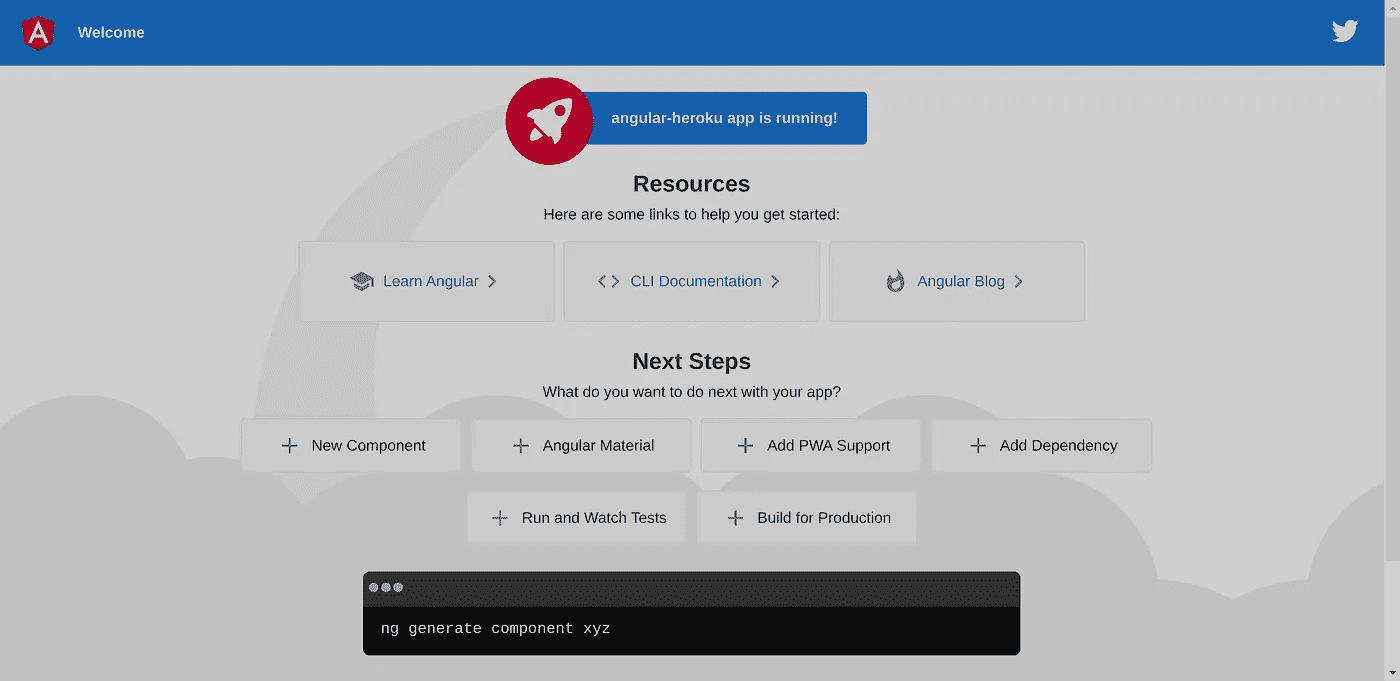 Welcome
angular-heroku app is running!
Resources
Here are some links to help you get started:
Learn Angular
CLI Documentation
Angular Blog
Next Steps
What do you want to do next with your app?
New Component
Angular Material
Add PWA Support
Add Dependency
Run and Watch Tests
Build for Production
ng generate component xyz